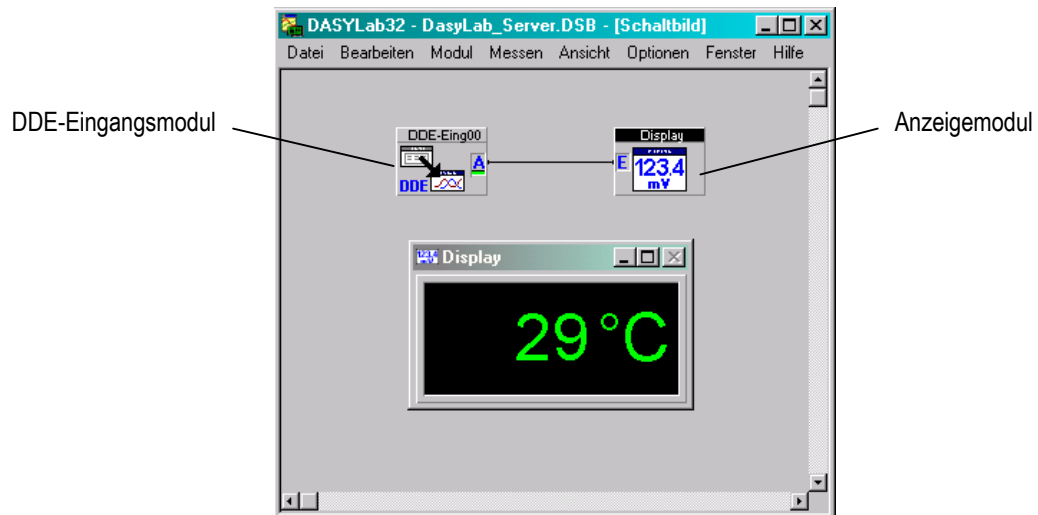 DASYLab32 - DasyLab_Server.DSB - [Schaltbild]
Datei Bearbeiten Modul Messen Ansicht Optionen Fenster Hilfe
DDE-Eingangsmodul
Anzeigemodul
DDE-Eing00
A
DDE
Display
E
123.4
mV
Display
29°C